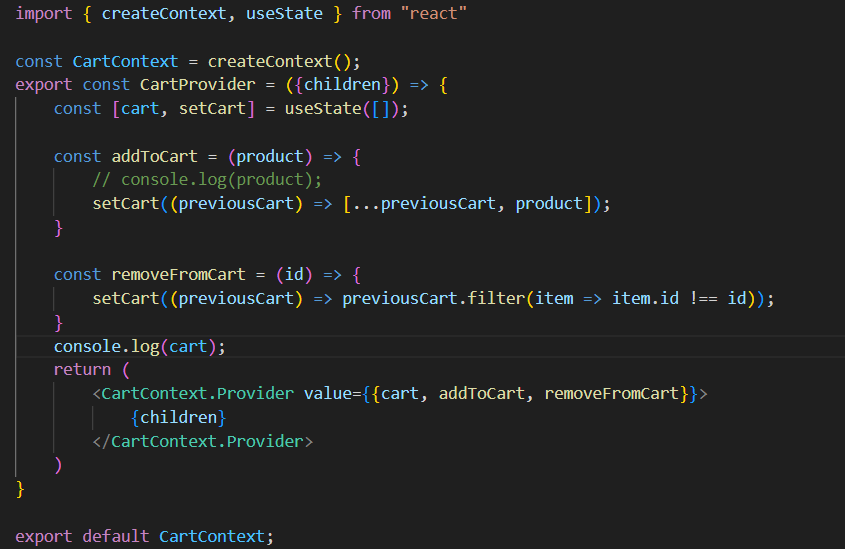 import { createContext, useState } from "react"
const CartContext = createContext();
export const CartProvider = ({children}) => {
const [cart, setCart] = useState([]);
const addToCart = (product) => {
// console.log(product);
setCart((previousCart) => [...previousCart, product]);
}
const removeFromCart = (id) => {
setCart((previousCart) => previousCart.filter(item => item.id !== id));
}
console.log(cart);
return (
<CartContext.Provider value={{cart, addToCart, removeFromCart}}>
{children}
</CartContext.Provider>
)
}
export default CartContext;